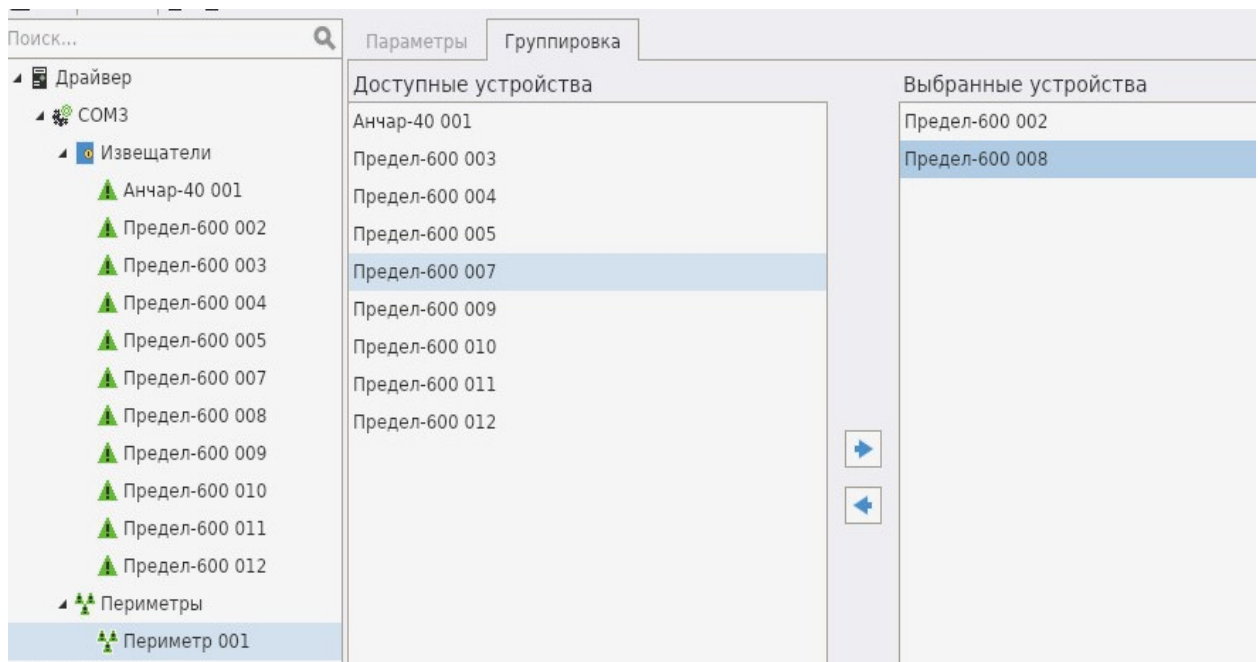 Поиск...
Драйвер
COM3
Извещатели
Анчар-40 001
Предел-600 002
Предел-600 003
Предел-600 004
Предел-600 005
Предел-600 007
Предел-600 008
Предел-600 009
Предел-600 010
Предел-600 011
Предел-600 012
Периметры
Периметр 001
Параметры
Группировка
Доступные устройства
Анчар-40 001
Предел-600 003
Предел-600 004
Предел-600 005
Предел-600 007
Предел-600 009
Предел-600 010
Предел-600 011
Предел-600 012
Выбранные устройства
Предел-600 002
Предел-600 008